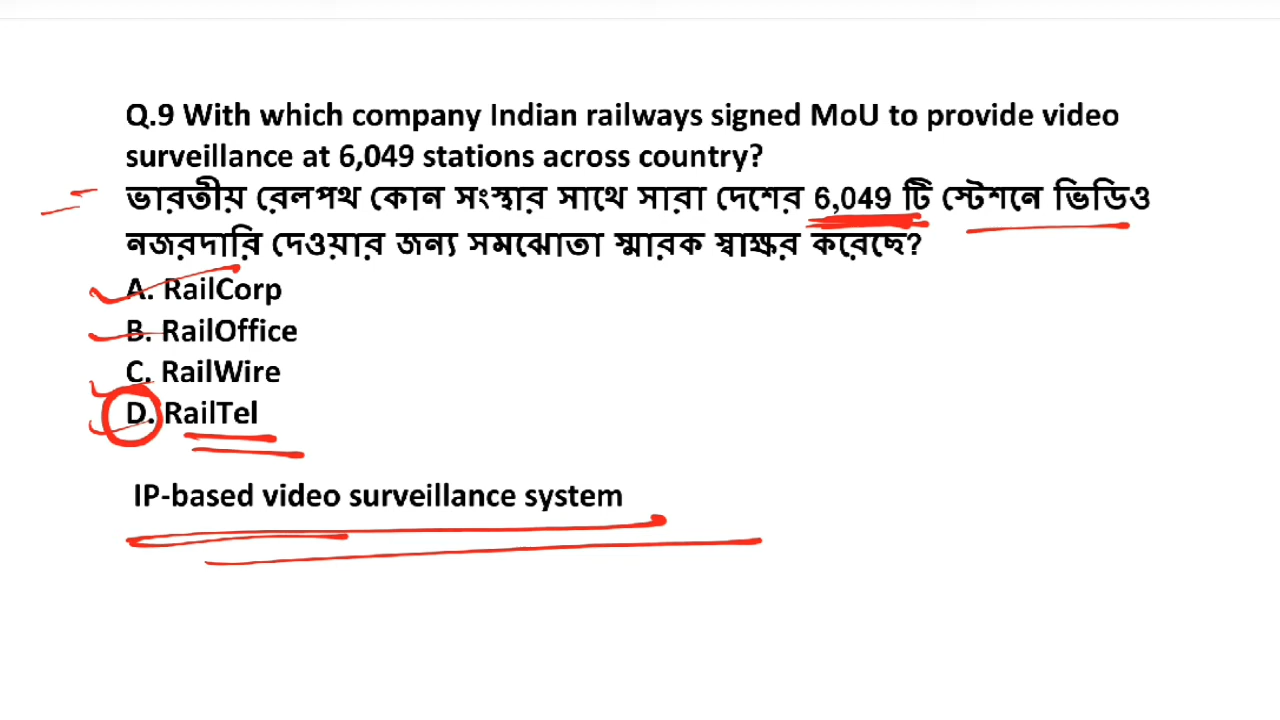 Q.9 With which company Indian railways signed MoU to provide video
surveillance at 6,049 stations across country?
ভারতীয় রেলপথ কোন সংস্থার সাথে সারা দেশের 6,049 টি স্টেশনে ভিডিও
নজরদারি দেওয়ার জন্য সমঝোতা স্মারক স্বাক্ষর করেছে?
A. RailCorp
B. RailOffice
C. RailWire
D. RailTel
IP-based video surveillance system